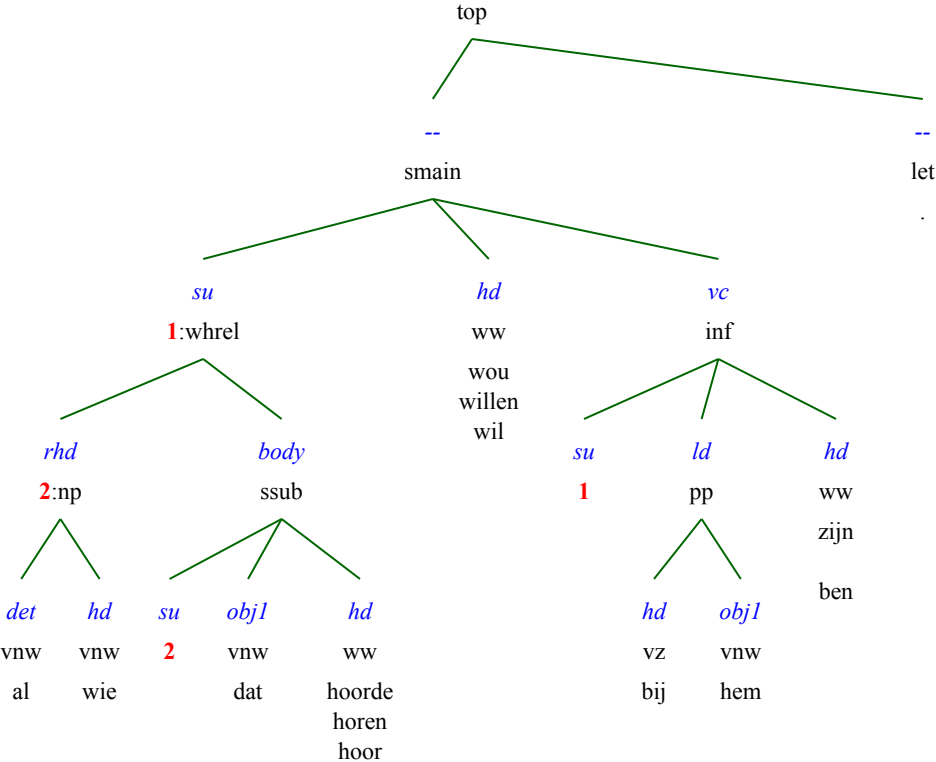 top
-- --
smain let
.
su hd vc
1:whrel ww inf
wou
willen
wil
rhd body su ld hd
2:np ssub 1 pp ww
zijn
ben
det hd su obj1 hd hd obj1
vnw vnw 2 vnw ww vz vnw
al wie dat hoorde bij hem
horen
hoor